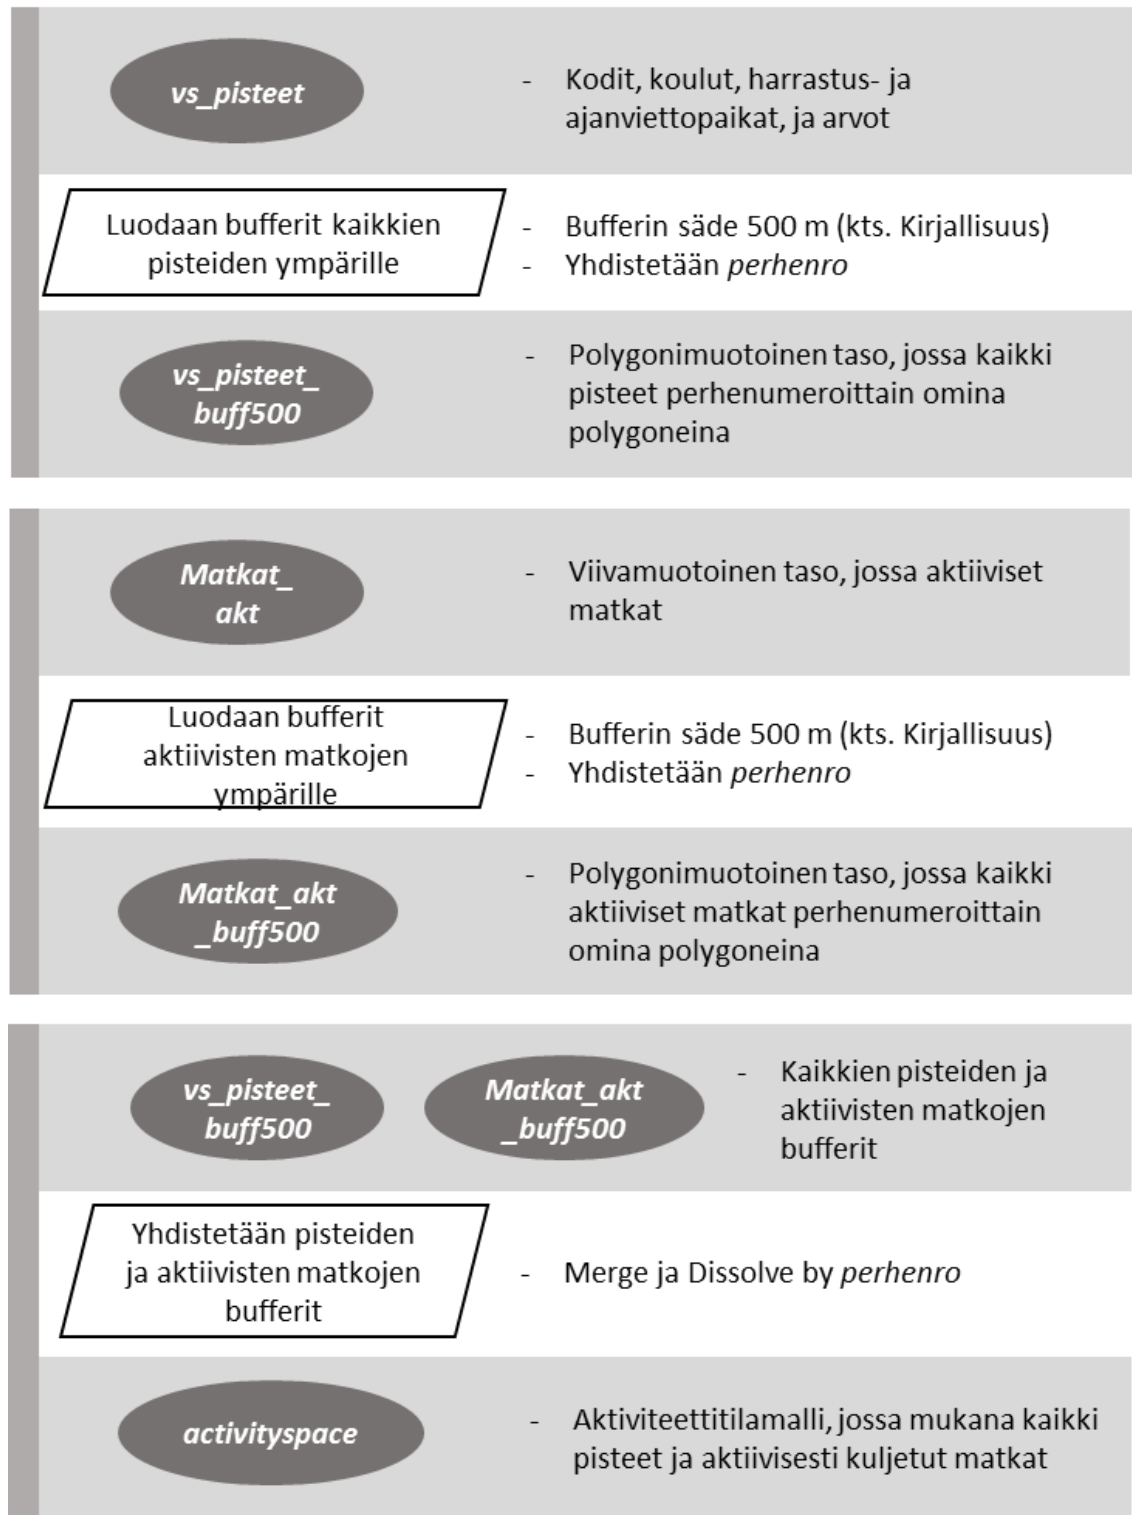 vs_pisteet
- Kodit, koulut, harrastus- ja
ajanviettopaikat, ja arvot
Luodaan bufferit kaikkien
pisteiden ympärille
- Bufferin säde 500 m (kts. Kirjallisuus)
- Yhdistetään perhenro
vs_pisteet_
buff500
- Polygonimuotoinen taso, jossa kaikki
pisteet perhenumeroittain omina
polygoneina
Matkat_
akt
- Viivamuotoinen taso, jossa aktiiviset
matkat
Luodaan bufferit
aktiivisten matkojen
ympärille
- Bufferin säde 500 m (kts. Kirjallisuus)
- Yhdistetään perhenro
Matkat_akt
_buff500
- Polygonimuotoinen taso, jossa kaikki
aktiiviset matkat perhenumeroittain
omina polygoneina
vs_pisteet_
buff500
Matkat_akt
_buff500
- Kaikkien pisteiden ja
aktiivisten matkojen
bufferit
Yhdistetään pisteiden
ja aktiivisten matkojen
bufferit
- Merge ja Dissolve by perhenro
activityspace
- Aktiviteettitilamalli, jossa mukana kaikki
pisteet ja aktiivisesti kuljetut matkat